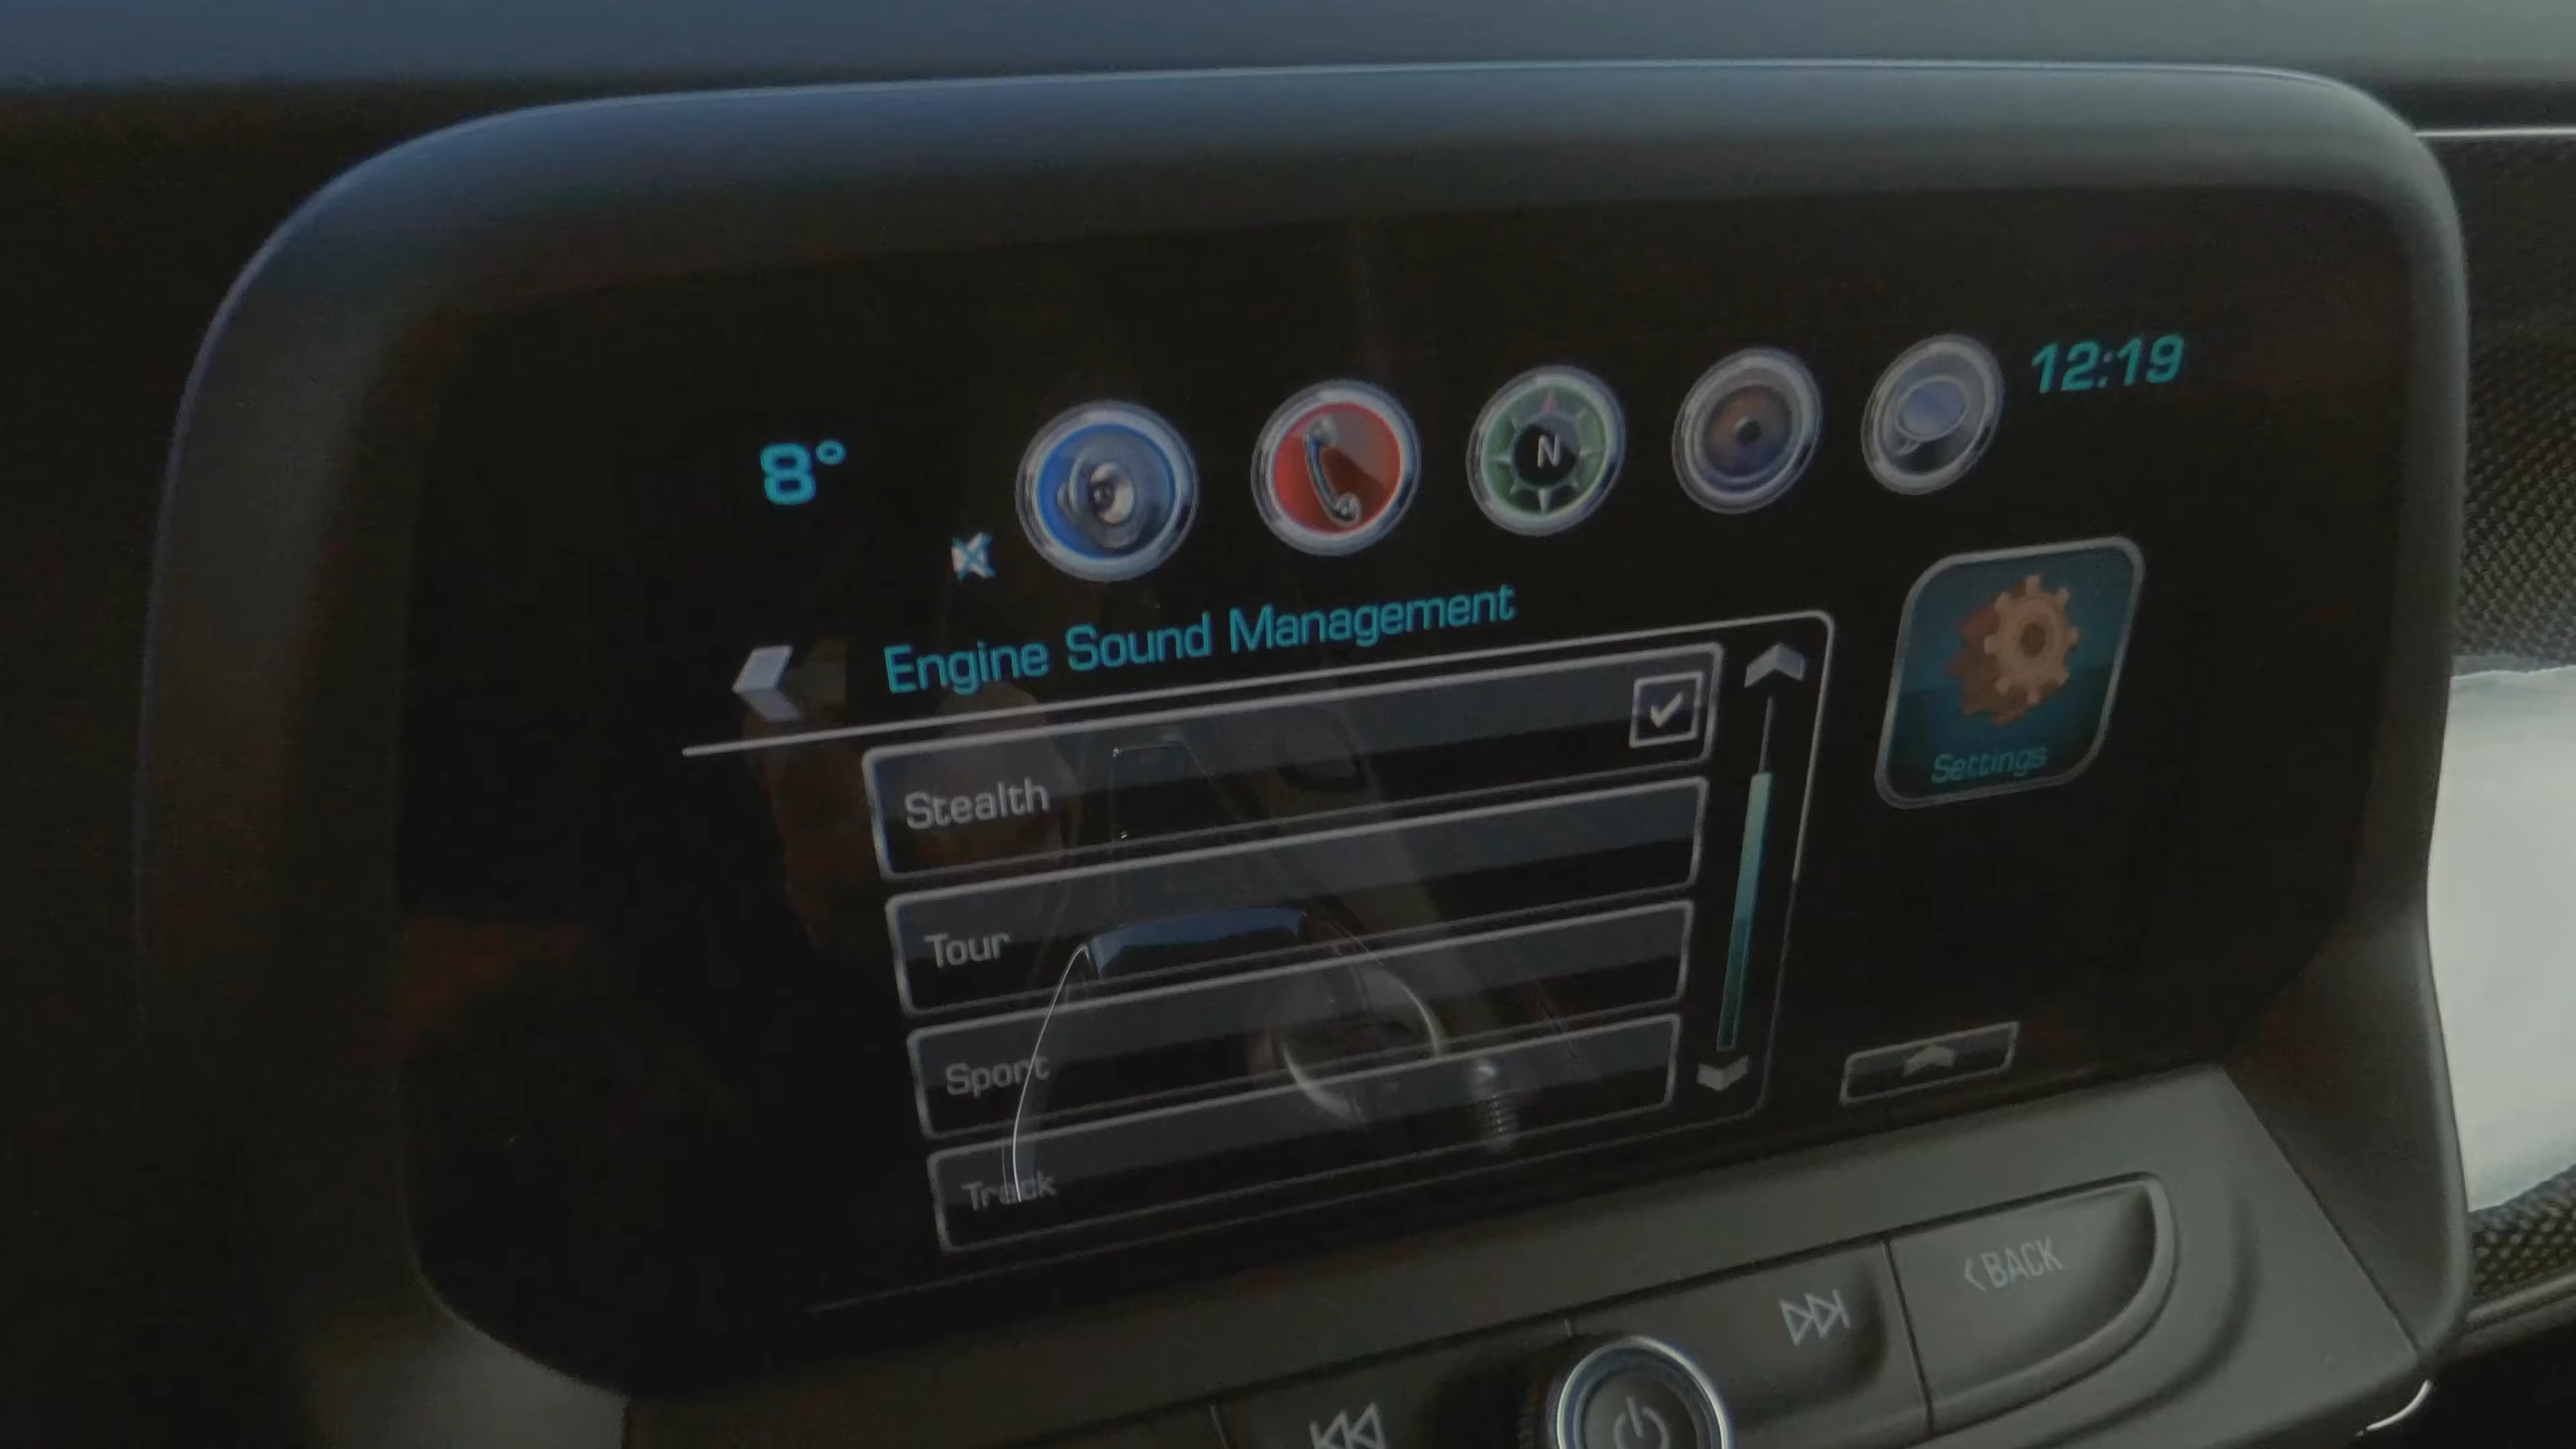 8°
N
12:19
Engine Sound Management
Settings
Stealth
Tour
Sport
Track
BACK